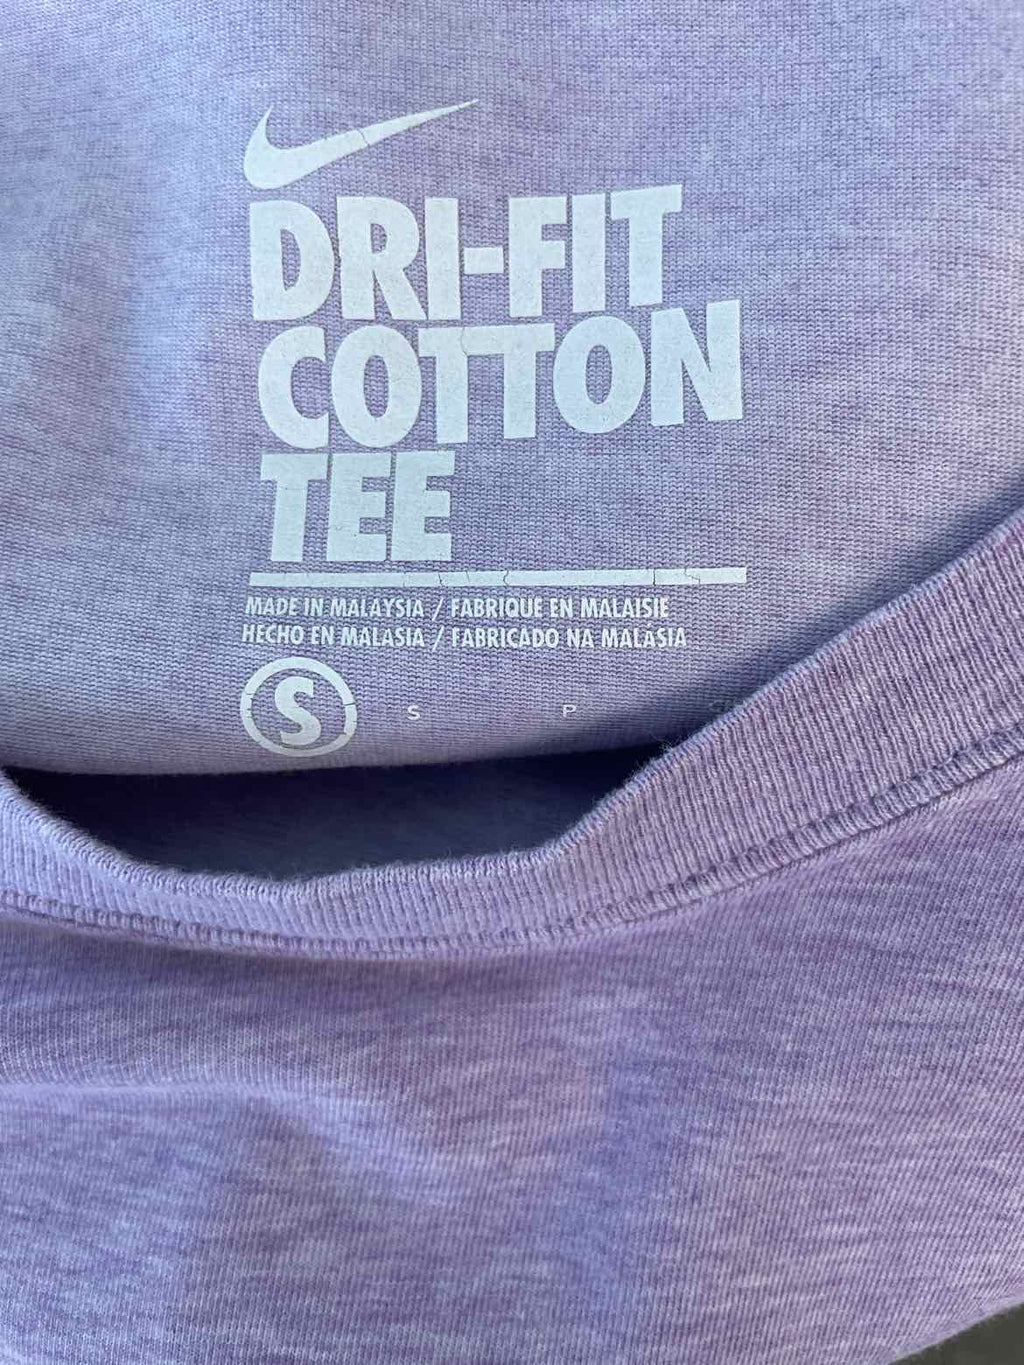 DRI-FIT
COTTON
TEE
MADE IN MALAYSIA / FABRIQUE EN MALAISIE
HECHO EN MALASIA / FABRICADO NA MALASIA
S S P